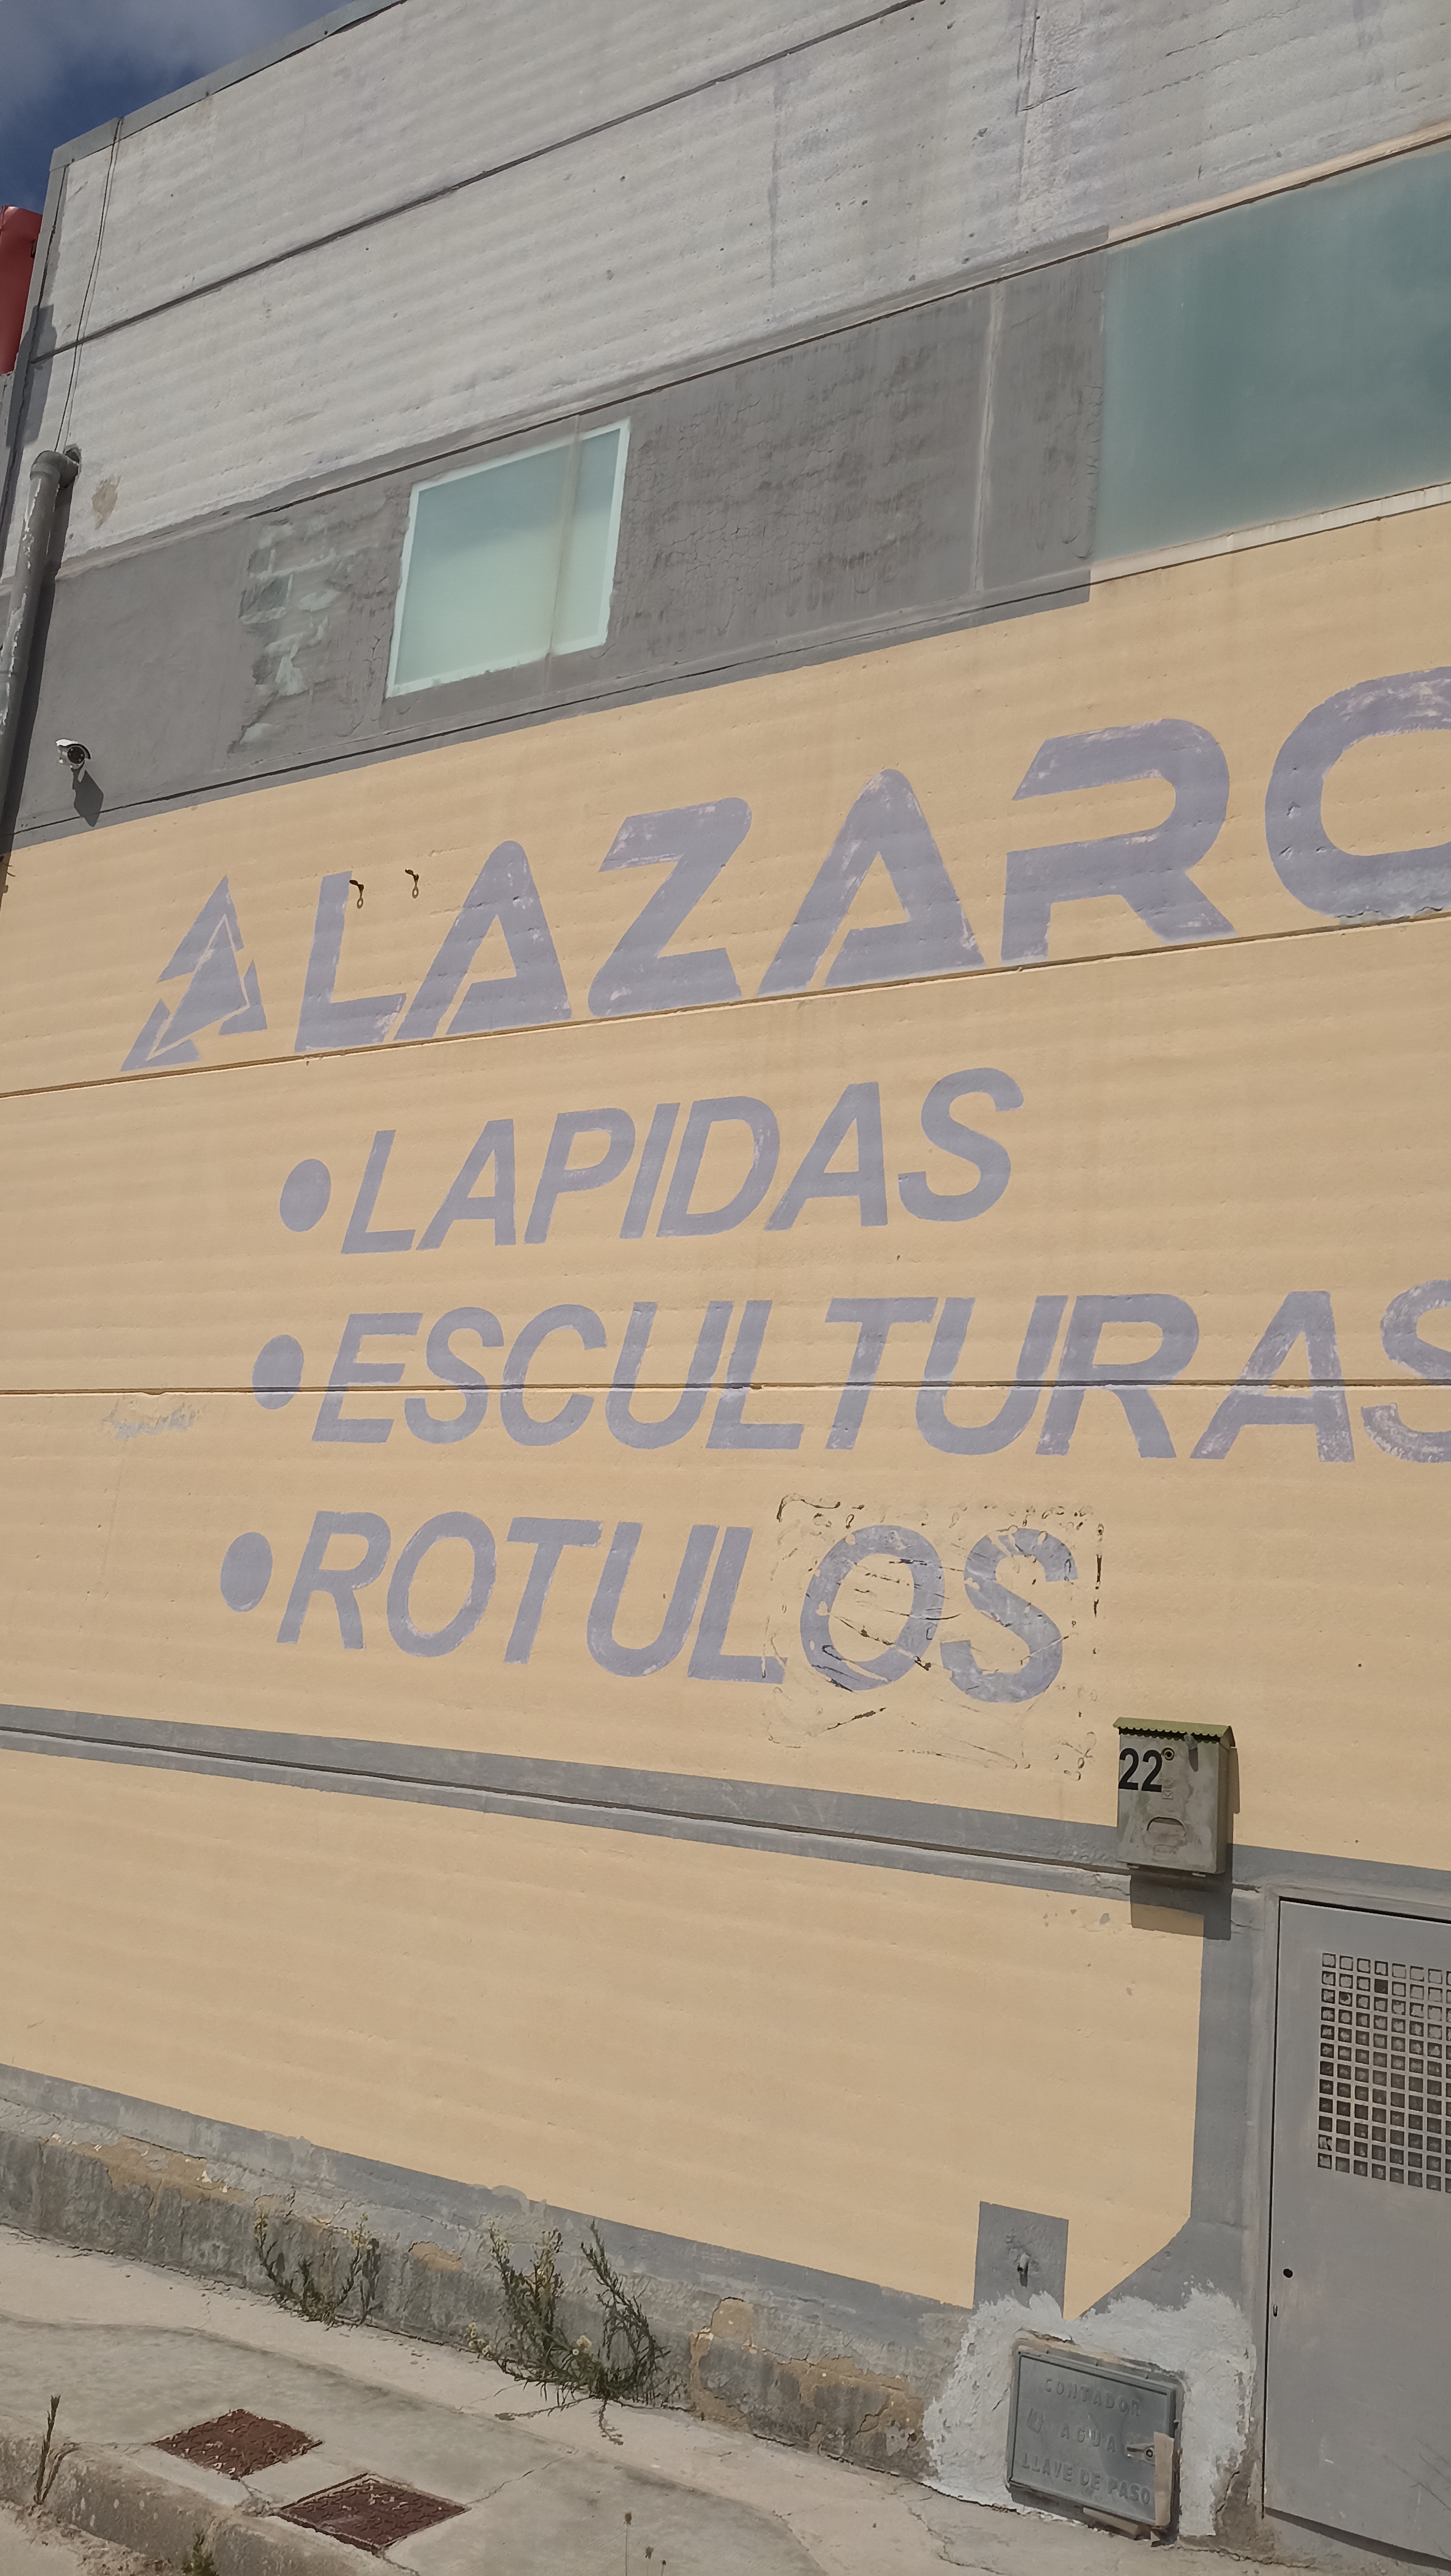 LAZARO
•LAPIDAS
•ESCULTURAS
•ROTULOS
22
CONTADOR
AGUA
LLAVE DE PASO